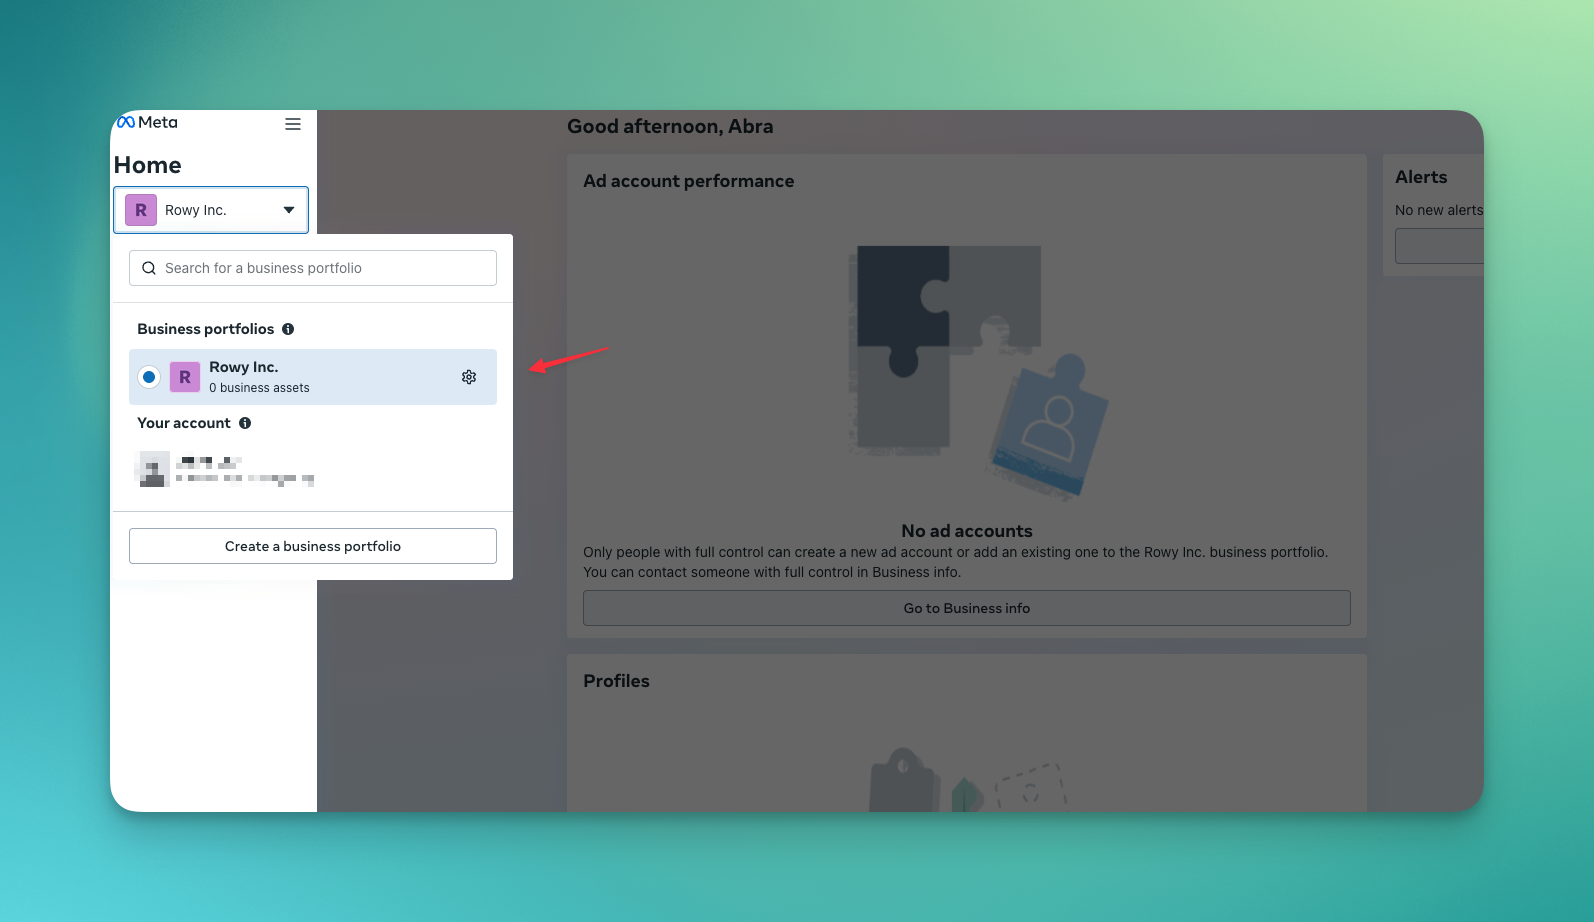 Meta
Home
R
Rowy Inc.
Search for a business portfolio
Business portfolios
R
Rowy Inc.
0 business assets
Your account
Create a business portfolio
Good afternoon, Abra
Ad account performance
No ad accounts
Only people with full control can create a new ad account or add an existing one to the Rowy Inc. business portfolio.
You can contact someone with full control in Business info.
Go to Business info
Profiles
Alerts
No new alerts